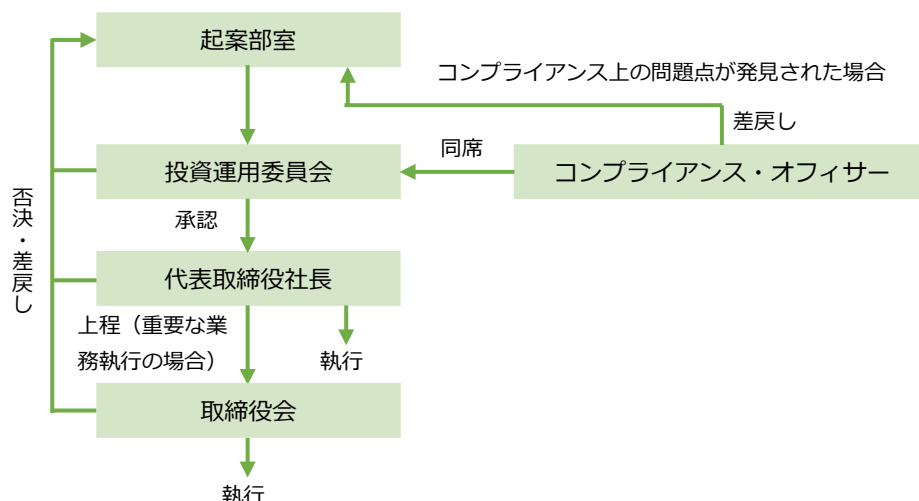 起案部室
コンプライアンス上の問題点が発見された場合
差戻し
同席
投資運用委員会
コンプライアンス・オフィサー
承認
否決・差戻し
代表取締役社長
上程（重要な業
務執行の場合）
執行
取締役会
執行